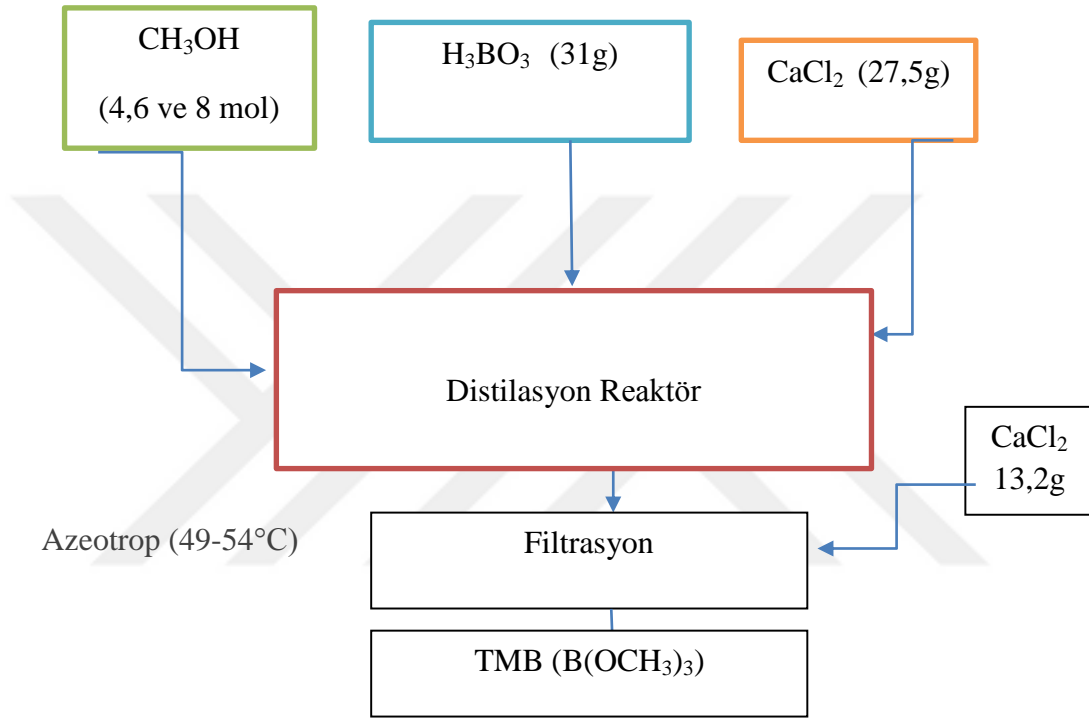 CH₃OH
(4,6 ve 8 mol)
H₃BO₃ (31g)
CaCl₂ (27,5g)
Distilasyon Reaktör
CaCl₂
13,2g
Azeotrop (49-54°C)
Filtrasyon
TMB (B(OCH₃)₃)